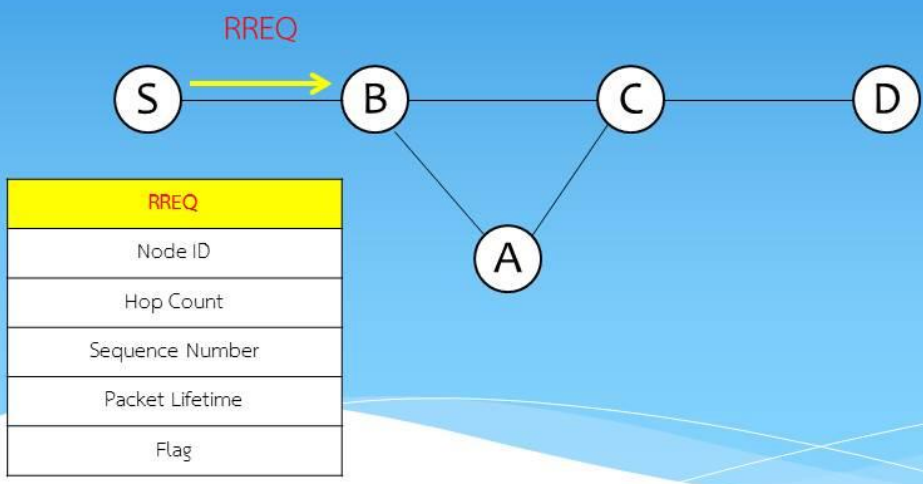 RREQ
S
B
C
D
A
RREQ
Node ID
Hop Count
Sequence Number
Packet Lifetime
Flag